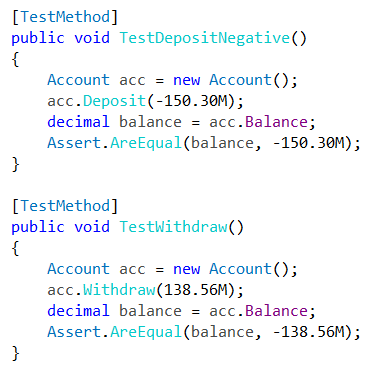 [TestMethod]
public void TestDepositNegative()
{
    Account acc = new Account();
    acc.Deposit(-150.30M);
    decimal balance = acc.Balance;
    Assert.AreEqual(balance, -150.30M);
}

[TestMethod]
public void TestWithdraw()
{
    Account acc = new Account();
    acc.Withdraw(138.56M);
    decimal balance = acc.Balance;
    Assert.AreEqual(balance, -138.56M);
}